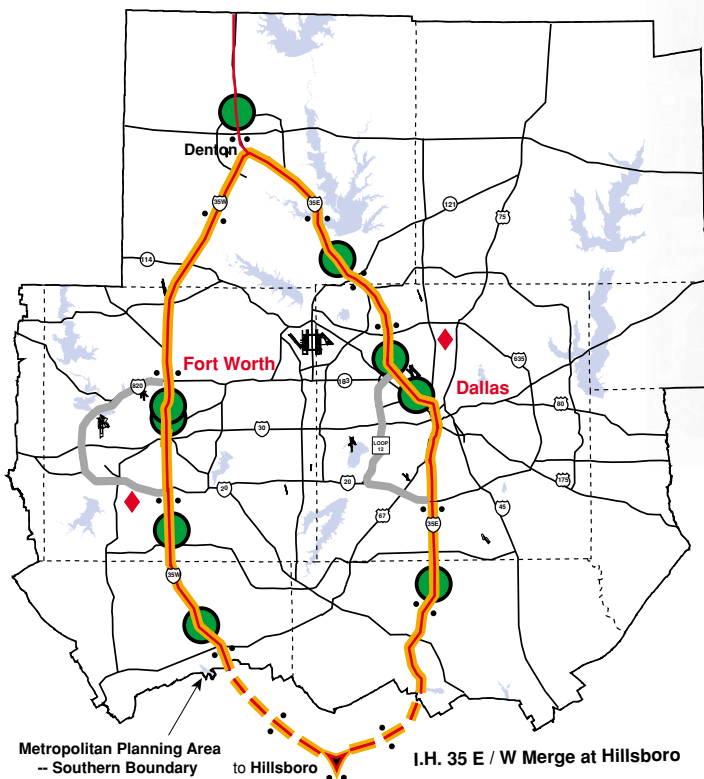 Denton
35W
35E
121
75
114
Fort Worth
820
183
635
Dallas
80
30
LOOP
12
20
20
175
67
45
35E
35W
Metropolitan Planning Area
-- Southern Boundary
to Hillsboro
I.H. 35 E / W Merge at Hillsboro